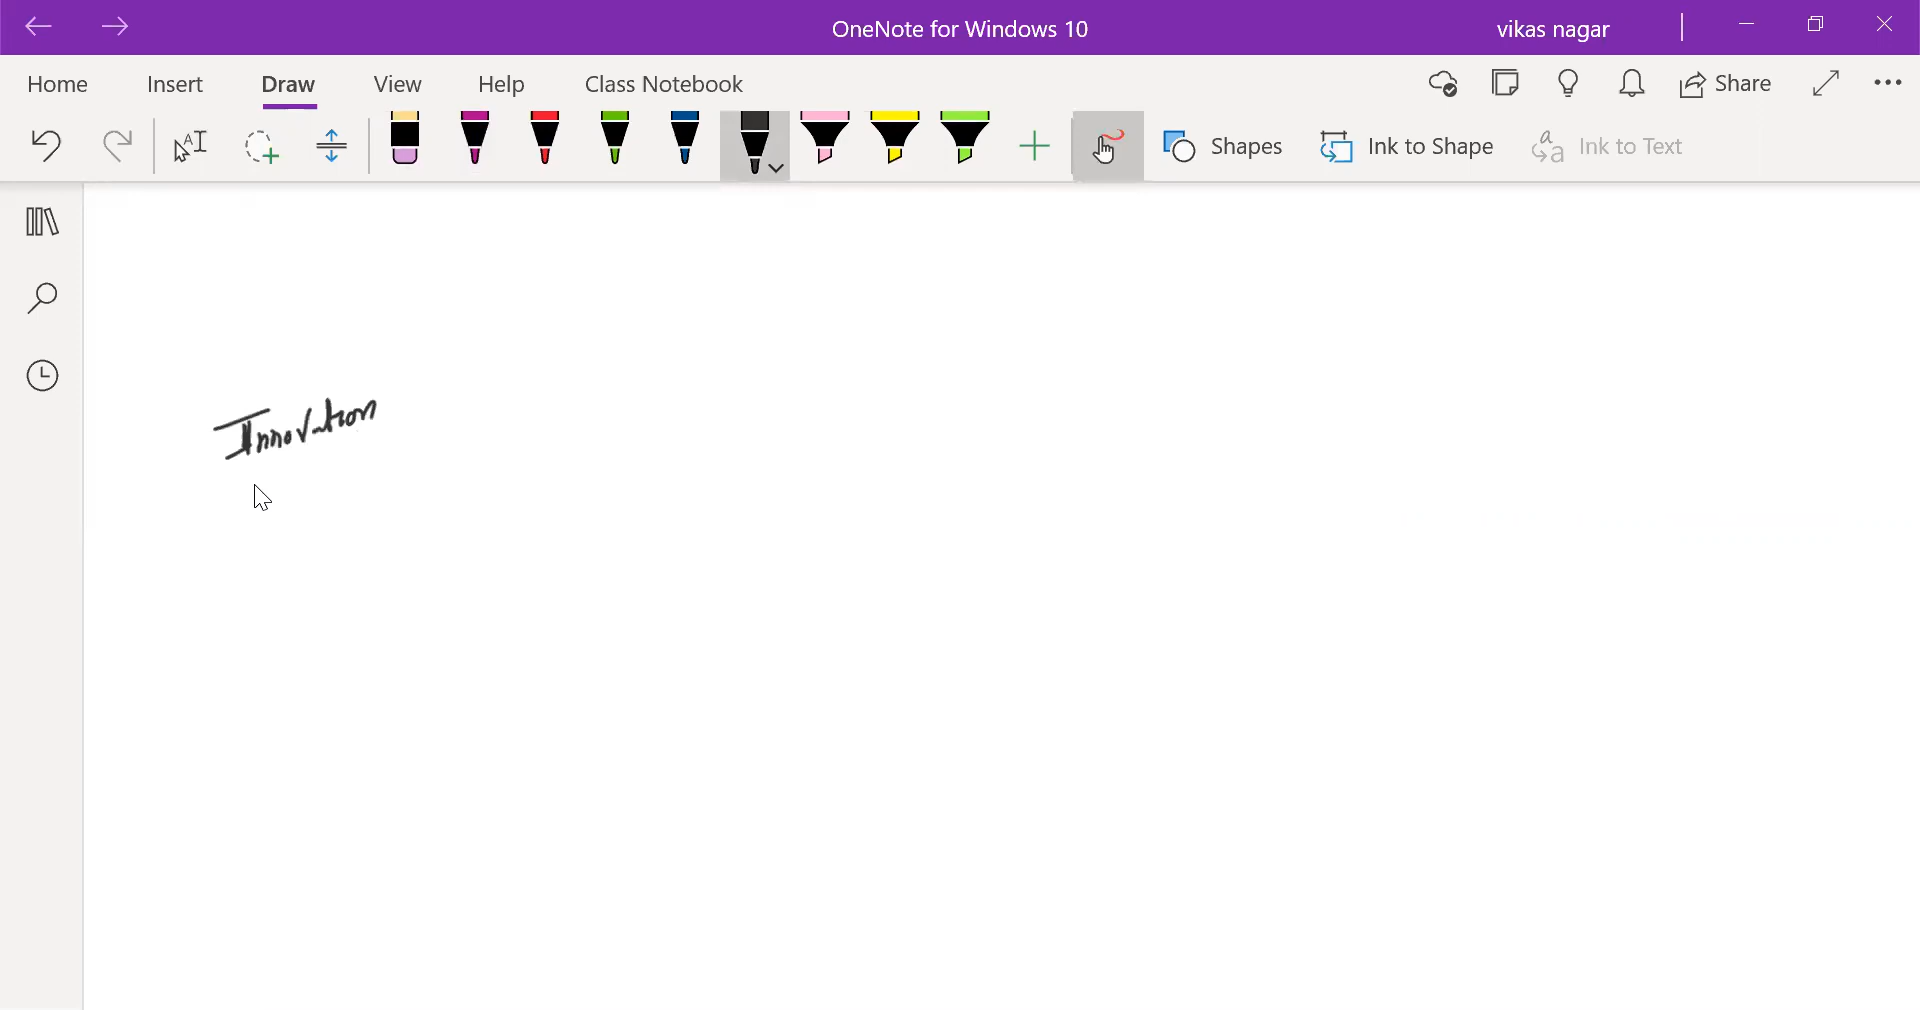 OneNote for Windows 10
vikas nagar
Home
Insert
Draw
View
Help
Class Notebook
Share
Shapes
Ink to Shape
Ink to Text
Innovation